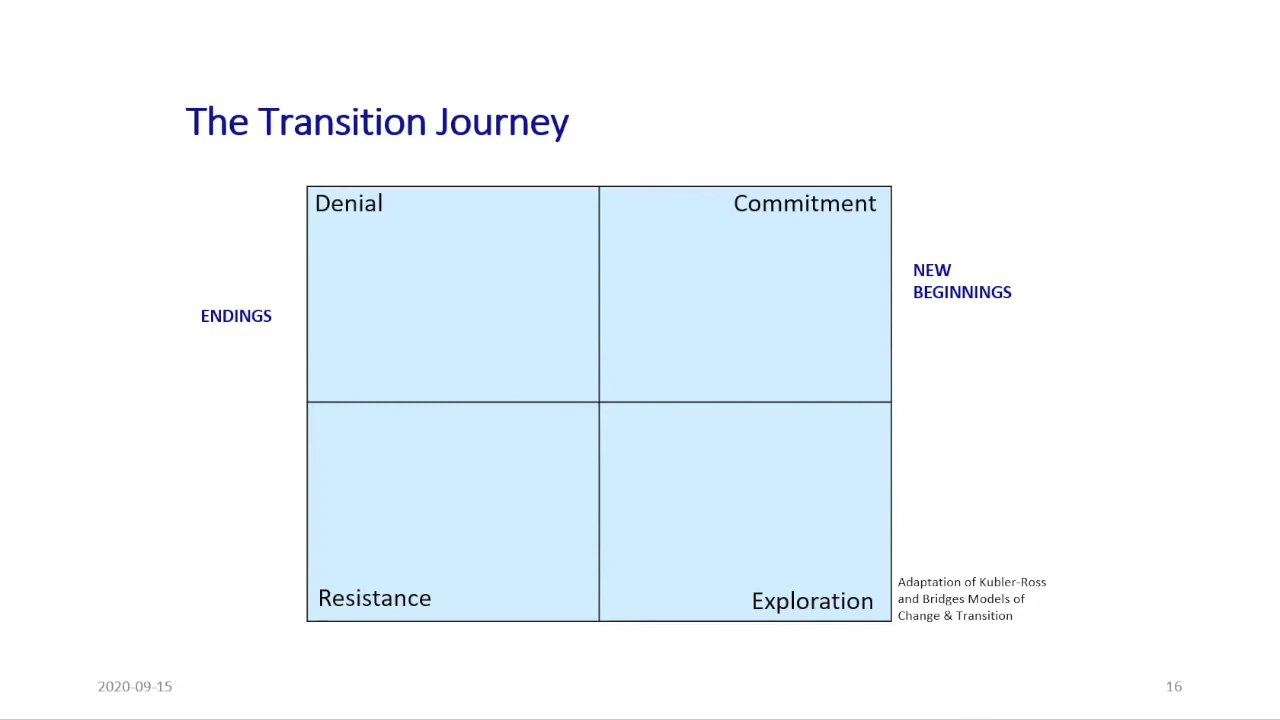 The Transition Journey
Denial
Commitment
NEW
BEGINNINGS
ENDINGS
Resistance
Exploration
Adaptation of Kubler-Ross
and Bridges Models of
Change & Transition
2020-09-15
16